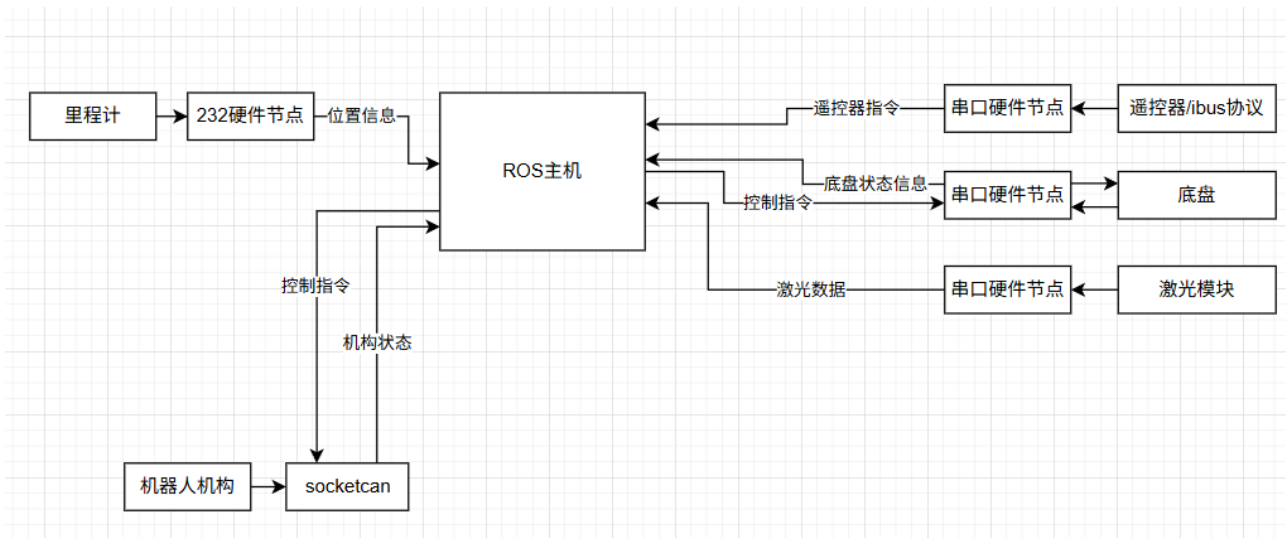 里程计
232硬件节点
位置信息
ROS主机
遥控器指令
串口硬件节点
遥控器/ibus协议
底盘状态信息
控制指令
串口硬件节点
底盘
激光数据
串口硬件节点
激光模块
控制指令
机构状态
机器人机构
socketcan